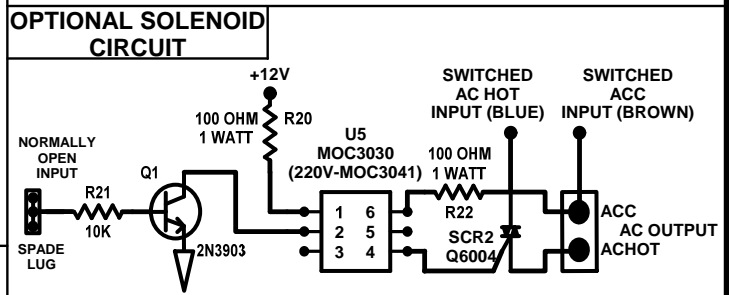 OPTIONAL SOLENOID
CIRCUIT
+12V
100 OHM
1 WATT
R20
SWITCHED
AC HOT
INPUT (BLUE)
SWITCHED
ACC
INPUT (BROWN)
NORMALLY
OPEN
INPUT
R21
10K
SPADE
LUG
Q1
2N3903
U5
MOC3030
(220V-MOC3041)
1 6
2 5
3 4
100 OHM
1 WATT
R22
SCR2
Q6004
ACC
AC OUTPUT
ACHOT